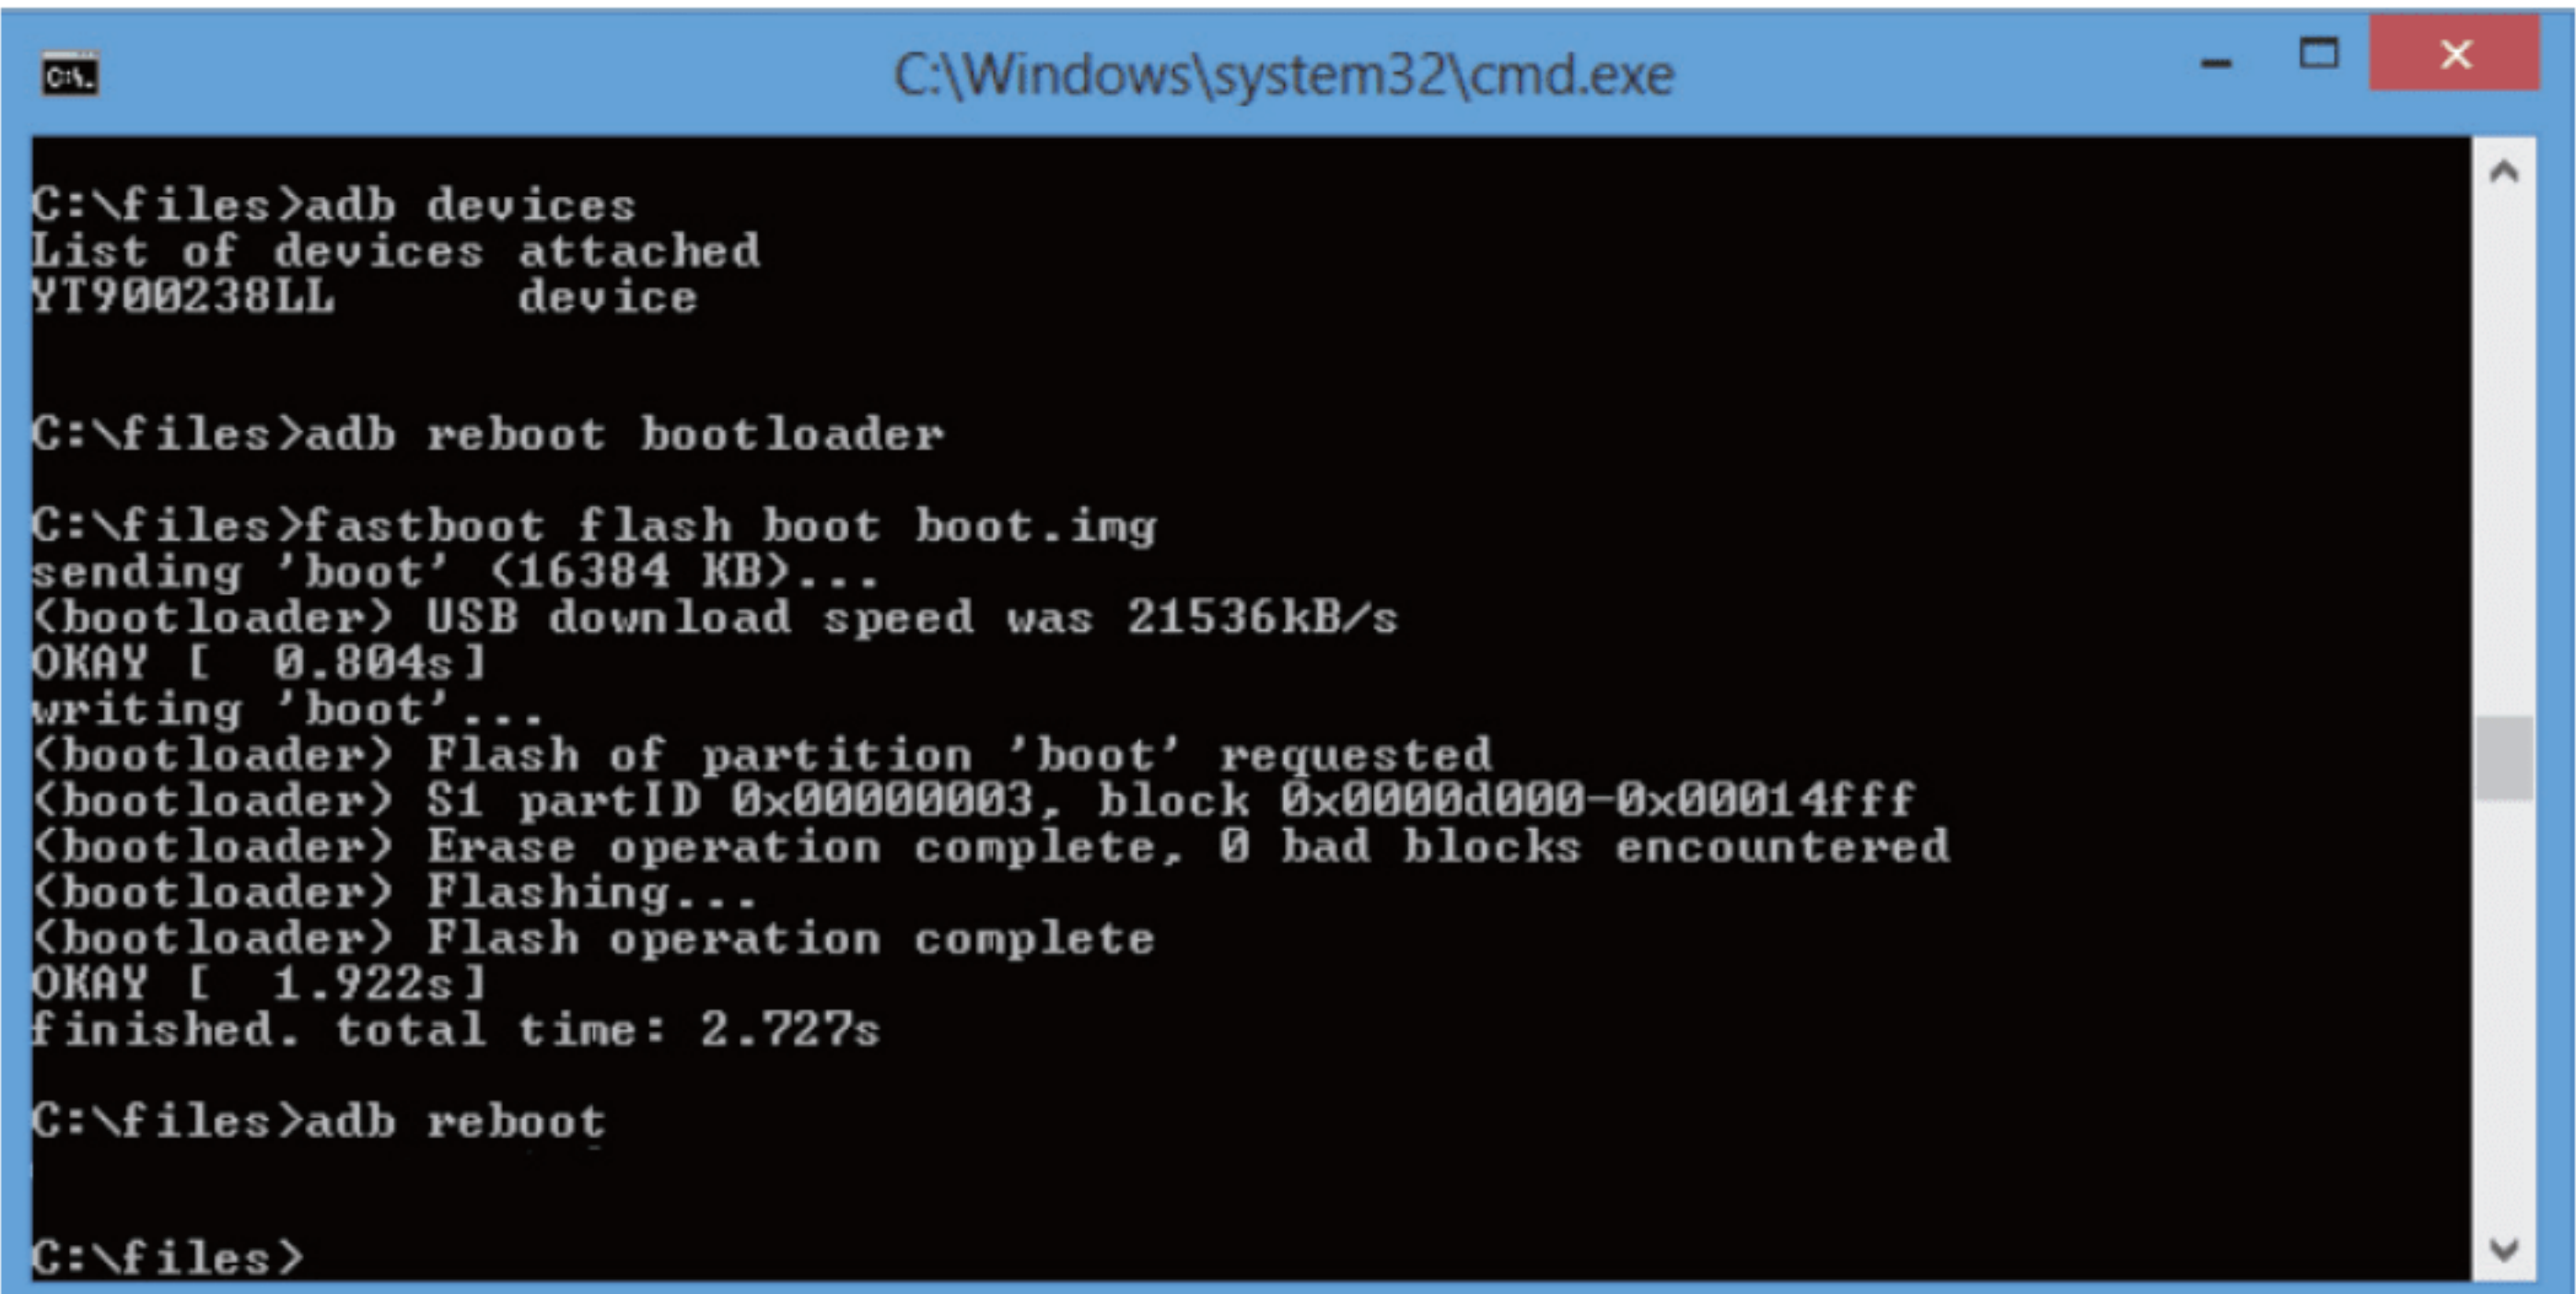 C:\Windows\system32\cmd.exe
C:\files>adb devices
List of devices attached
YT900238LL      device
C:\files>adb reboot bootloader
C:\files>fastboot flash boot boot.img
sending 'boot' (16384 KB)...
(bootloader) USB download speed was 21536kB/s
OKAY [  0.804s]
writing 'boot'...
(bootloader) Flash of partition 'boot' requested
(bootloader) S1 partID 0x00000003, block 0x0000d000-0x00014fff
(bootloader) Erase operation complete, 0 bad blocks encountered
(bootloader) Flashing...
(bootloader) Flash operation complete
OKAY [  1.922s]
finished. total time: 2.727s
C:\files>adb reboot
C:\files>